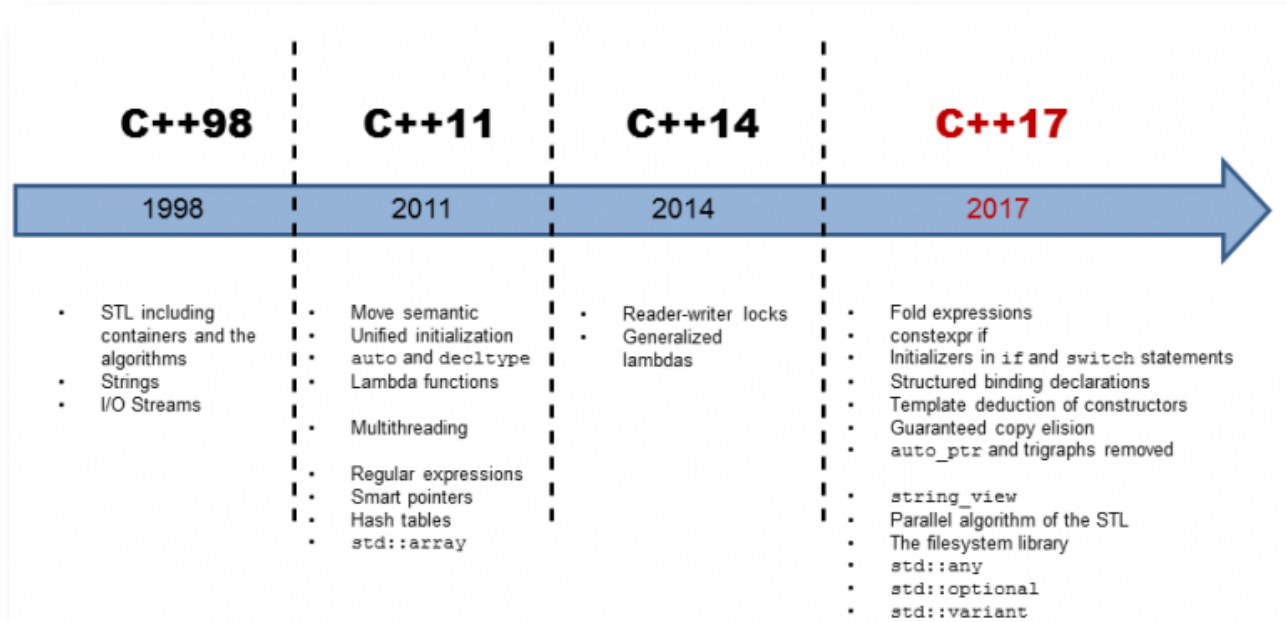 C++98
C++11
C++14
C++17
1998
2011
2014
2017
• STL including
containers and the
algorithms
• Strings
• I/O Streams
• Move semantic
• Unified initialization
• auto and decltype
• Lambda functions
• Multithreading
• Regular expressions
• Smart pointers
• Hash tables
• std::array
• Reader-writer locks
• Generalized
lambdas
• Fold expressions
• constexpr if
• Initializers in if and switch statements
• Structured binding declarations
• Template deduction of constructors
• Guaranteed copy elision
• auto_ptr and trigraphs removed
• string_view
• Parallel algorithm of the STL
• The filesystem library
• std::any
• std::optional
• std::variant